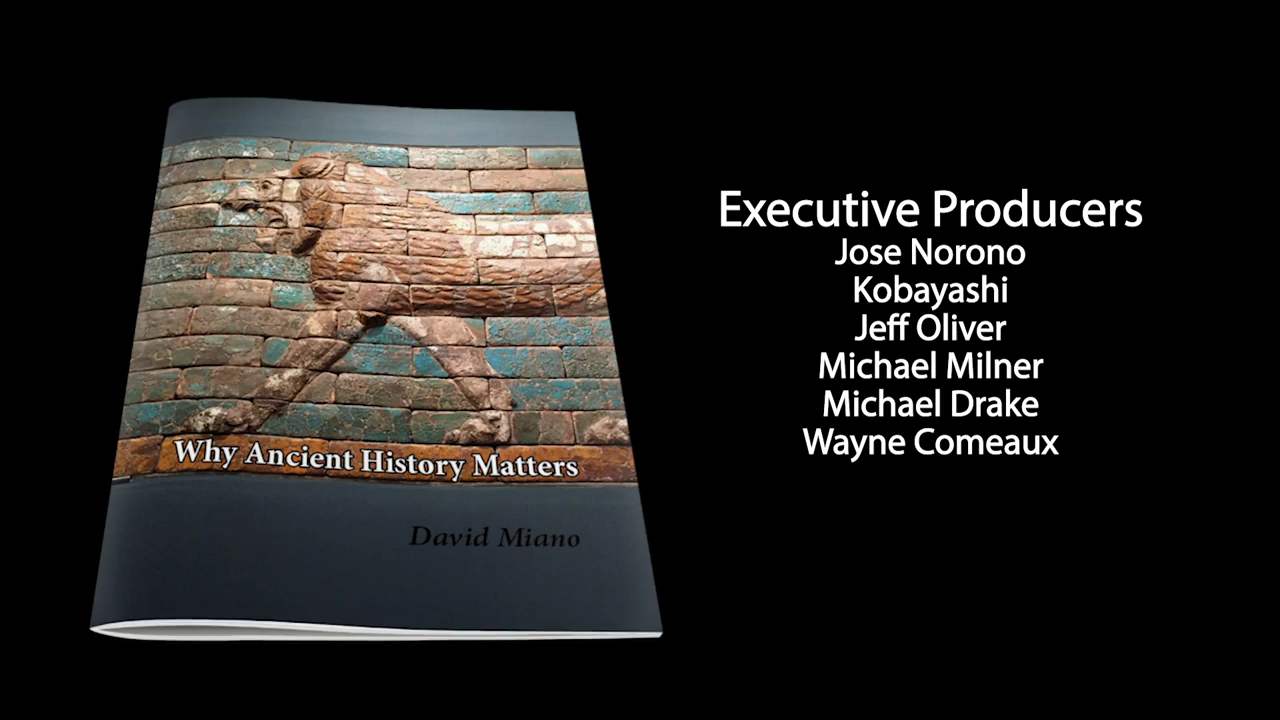 Why Ancient History Matters
David Miano
Executive Producers
Jose Norono
Kobayashi
Jeff Oliver
Michael Milner
Michael Drake
Wayne Comeaux